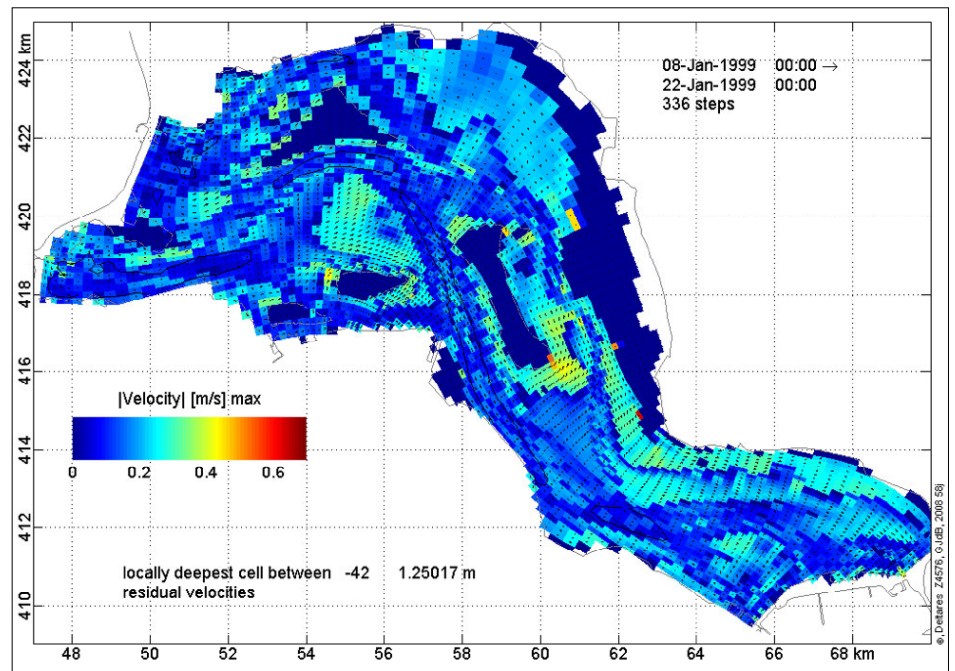 424 km
422
420
418
416
414
412
410
08-Jan-1999 00:00 →
22-Jan-1999 00:00
336 steps
|Velocity| [m/s] max
0 0.2 0.4 0.6
locally deepest cell between -42 1.25017 m
residual velocities
48 50 52 54 56 58 60 62 64 66 68 km
©, Deltares Z4576, GJdB, 2008 58j